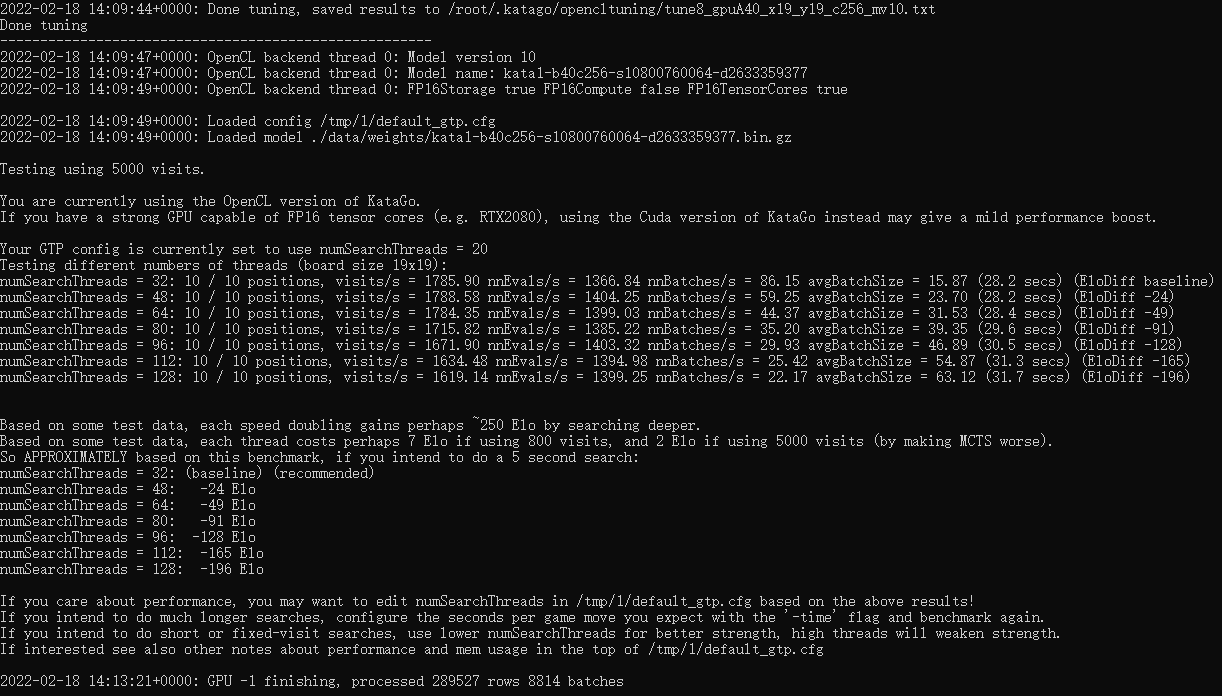 2022-02-18 14:09:44+0000: Done tuning, saved results to /root/.katago/opencltuning/tune8_gpuA40_x19_y19_c256_mv10.txt
Done tuning
------------------------------------------------------
2022-02-18 14:09:47+0000: OpenCL backend thread 0: Model version 10
2022-02-18 14:09:47+0000: OpenCL backend thread 0: Model name: kata1-b40c256-s10800760064-d2633359377
2022-02-18 14:09:49+0000: OpenCL backend thread 0: FP16Storage true FP16Compute false FP16TensorCores true
2022-02-18 14:09:49+0000: Loaded config /tmp/1/default_gtp.cfg
2022-02-18 14:09:49+0000: Loaded model ./data/weights/kata1-b40c256-s10800760064-d2633359377.bin.gz
Testing using 5000 visits.
You are currently using the OpenCL version of KataGo.
If you have a strong GPU capable of FP16 tensor cores (e.g. RTX2080), using the Cuda version of KataGo instead may give a mild performance boost.
Your GTP config is currently set to use numSearchThreads = 20
Testing different numbers of threads (board size 19x19):
numSearchThreads = 32: 10 / 10 positions, visits/s = 1785.90 nnEvals/s = 1366.84 nnBatches/s = 86.15 avgBatchSize = 15.87 (28.2 secs) (EloDiff baseline)
numSearchThreads = 48: 10 / 10 positions, visits/s = 1788.58 nnEvals/s = 1404.25 nnBatches/s = 59.25 avgBatchSize = 23.70 (28.2 secs) (EloDiff -24)
numSearchThreads = 64: 10 / 10 positions, visits/s = 1784.35 nnEvals/s = 1399.03 nnBatches/s = 44.37 avgBatchSize = 31.53 (28.4 secs) (EloDiff -49)
numSearchThreads = 80: 10 / 10 positions, visits/s = 1715.82 nnEvals/s = 1385.22 nnBatches/s = 35.20 avgBatchSize = 39.35 (29.6 secs) (EloDiff -91)
numSearchThreads = 96: 10 / 10 positions, visits/s = 1671.90 nnEvals/s = 1403.32 nnBatches/s = 29.93 avgBatchSize = 46.89 (30.5 secs) (EloDiff -128)
numSearchThreads = 112: 10 / 10 positions, visits/s = 1634.48 nnEvals/s = 1394.98 nnBatches/s = 25.42 avgBatchSize = 54.87 (31.3 secs) (EloDiff -165)
numSearchThreads = 128: 10 / 10 positions, visits/s = 1619.14 nnEvals/s = 1399.25 nnBatches/s = 22.17 avgBatchSize = 63.12 (31.7 secs) (EloDiff -196)
Based on some test data, each speed doubling gains perhaps ~250 Elo by searching deeper.
Based on some test data, each thread costs perhaps 7 Elo if using 800 visits, and 2 Elo if using 5000 visits (by making MCTS worse).
So APPROXIMATELY based on this benchmark, if you intend to do a 5 second search:
numSearchThreads = 32: (baseline) (recommended)
numSearchThreads = 48:   -24 Elo
numSearchThreads = 64:   -49 Elo
numSearchThreads = 80:   -91 Elo
numSearchThreads = 96:  -128 Elo
numSearchThreads = 112:  -165 Elo
numSearchThreads = 128:  -196 Elo
If you care about performance, you may want to edit numSearchThreads in /tmp/1/default_gtp.cfg based on the above results!
If you intend to do much longer searches, configure the seconds per game move you expect with the '-time' flag and benchmark again.
If you intend to do short or fixed-visit searches, use lower numSearchThreads for better strength, high threads will weaken strength.
If interested see also other notes about performance and mem usage in the top of /tmp/1/default_gtp.cfg
2022-02-18 14:13:21+0000: GPU -1 finishing, processed 289527 rows 8814 batches